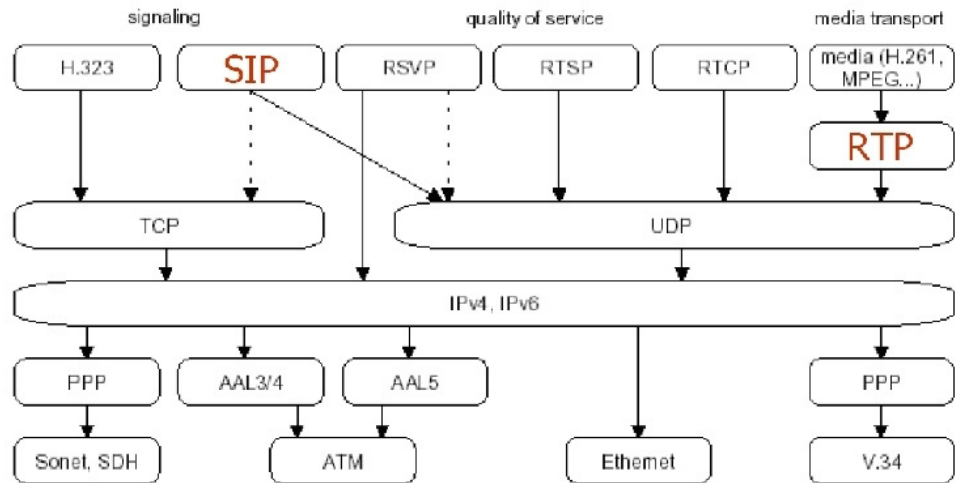 signaling
quality of service
media transport
H.323
SIP
RSVP
RTSP
RTCP
media (H.261,
MPEG...)
RTP
TCP
UDP
IPv4, IPv6
PPP
AAL3/4
AAL5
PPP
Sonet, SDH
ATM
Ethernet
V.34